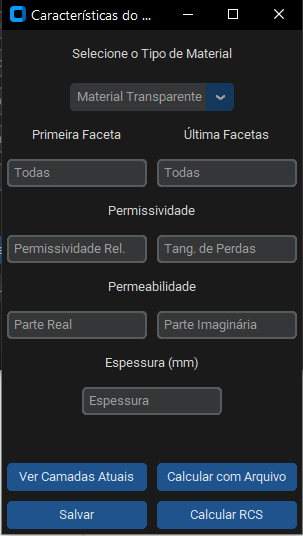 Características do ...
Selecione o Tipo de Material
Material Transparente
Primeira Faceta Última Facetas
Todas Todas
Permissividade
Permissividade Rel. Tang. de Perdas
Permeabilidade
Parte Real Parte Imaginária
Espessura (mm)
Espessura
Ver Camadas Atuais Calcular com Arquivo
Salvar Calcular RCS